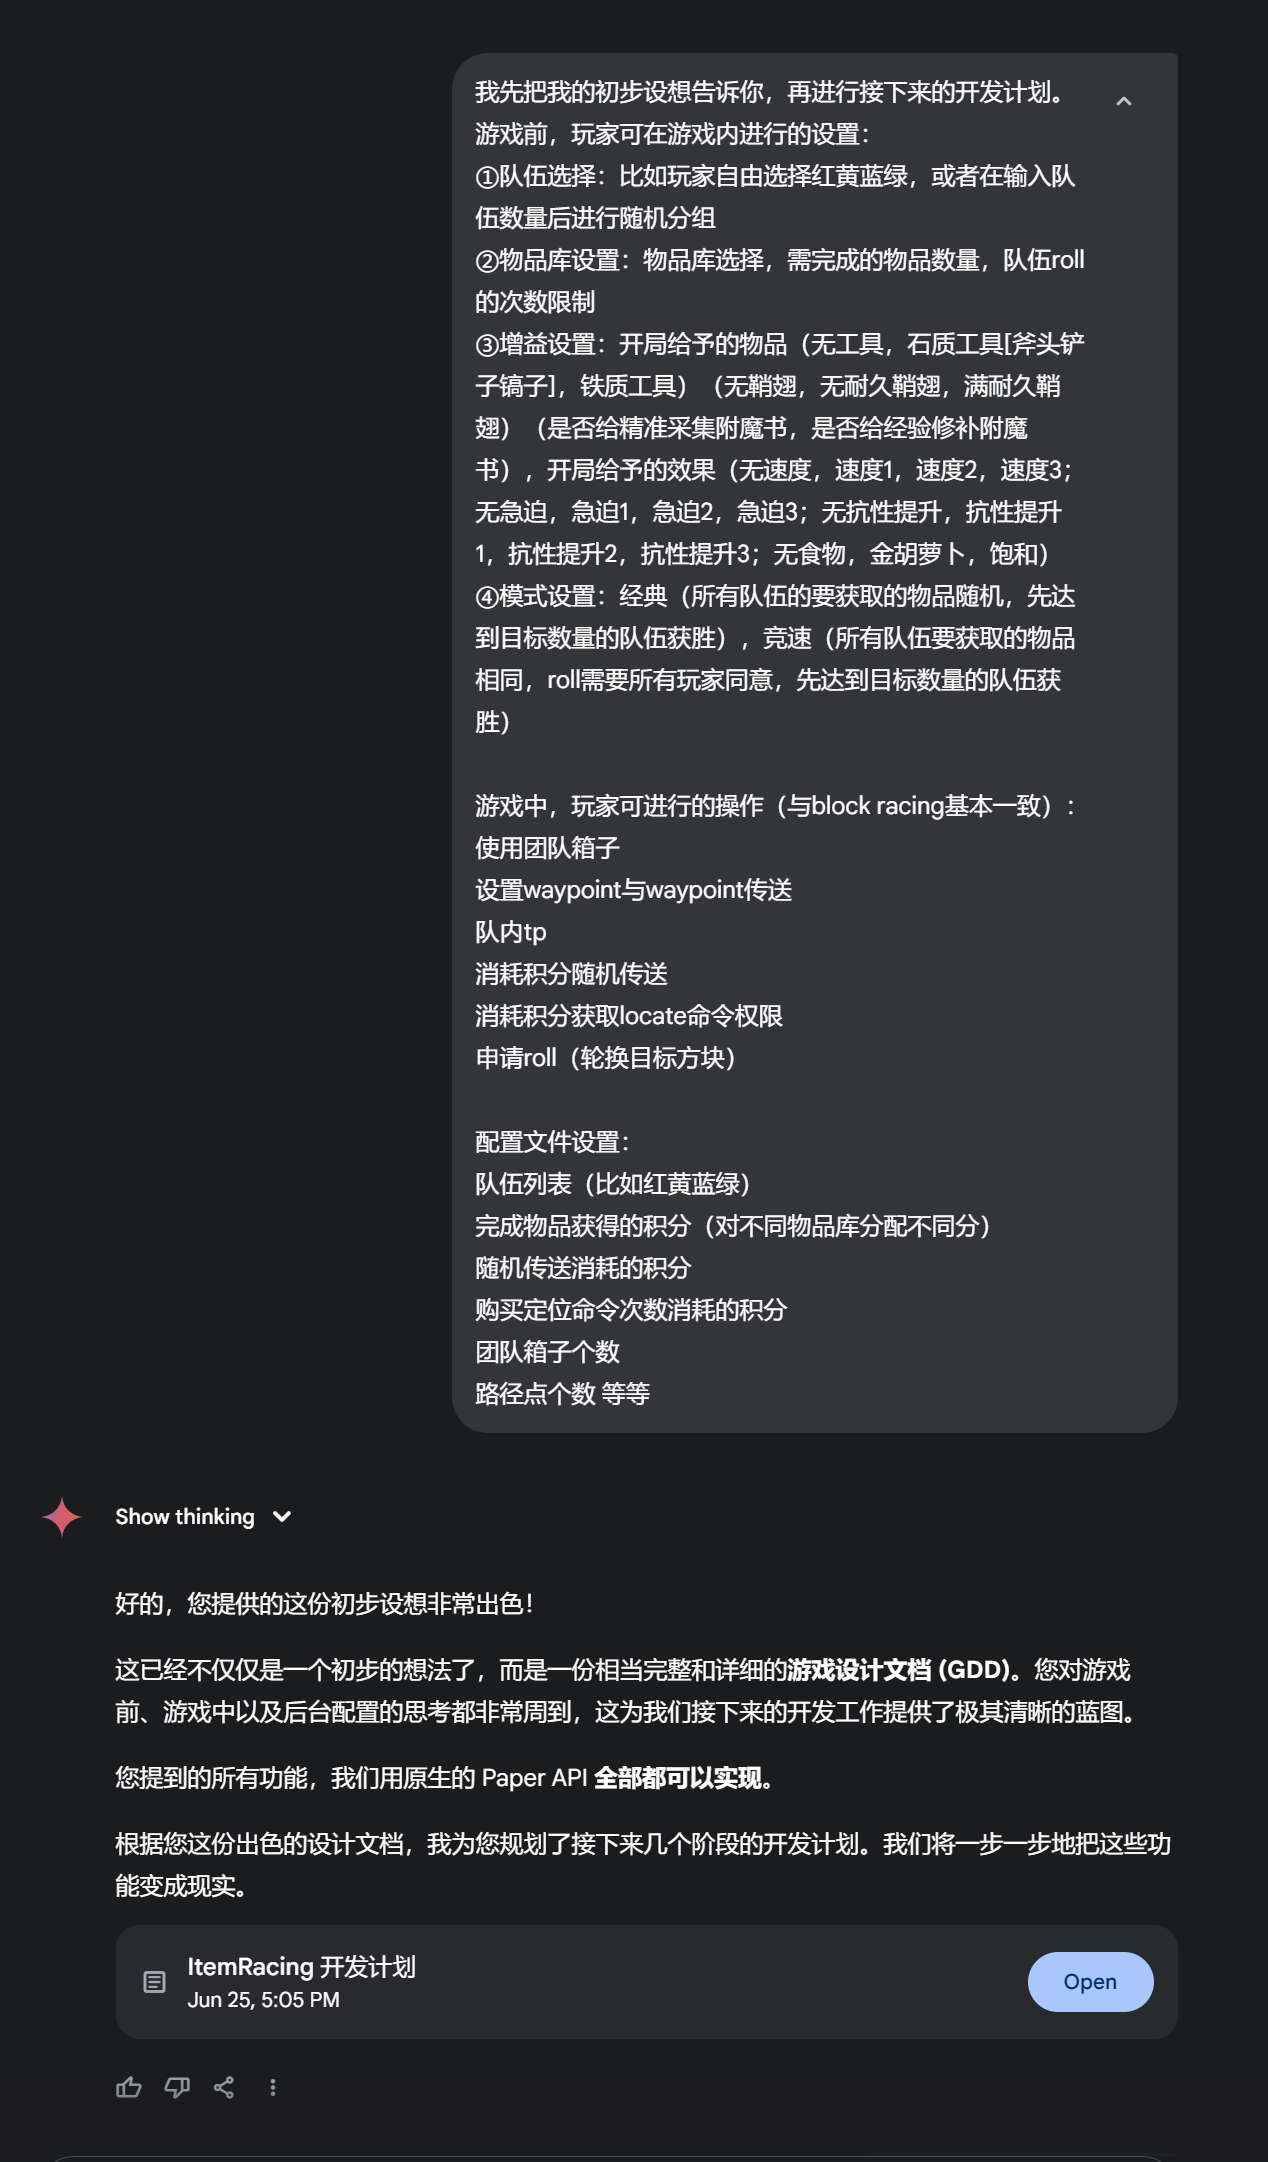 我先把我的初步设想告诉你，再进行接下来的开发计划。
游戏前，玩家可在游戏内进行的设置：
①队伍选择：比如玩家自由选择红黄蓝绿，或者在输入队
伍数量后进行随机分组
②物品库设置：物品库选择，需完成的物品数量，队伍roll
的次数限制
③增益设置：开局给予的物品（无工具，石质工具[斧头铲
子镐子]，铁质工具）（无鞘翅，无耐久鞘翅，满耐久鞘
翅）（是否给精准采集附魔书，是否给经验修补附魔
书），开局给予的效果（无速度，速度1，速度2，速度3；
无急迫，急迫1，急迫2，急迫3；无抗性提升，抗性提升
1，抗性提升2，抗性提升3；无食物，金胡萝卜，饱和）
④模式设置：经典（所有队伍的要获取的物品随机，先达
到目标数量的队伍获胜），竞速（所有队伍要获取的物品
相同，roll需要所有玩家同意，先达到目标数量的队伍获
胜）
游戏中，玩家可进行的操作（与block racing基本一致）：
使用团队箱子
设置waypoint与waypoint传送
队内tp
消耗积分随机传送
消耗积分获取locate命令权限
申请roll（轮换目标方块）
配置文件设置：
队伍列表（比如红黄蓝绿）
完成物品获得的积分（对不同物品库分配不同分）
随机传送消耗的积分
购买定位命令次数消耗的积分
团队箱子个数
路径点个数 等等
Show thinking
好的，您提供的这份初步设想非常出色！
这已经不仅仅是一个初步的想法了，而是一份相当完整和详细的游戏设计文档 (GDD)。您对游戏
前、游戏中以及后台配置的思考都非常周到，这为我们接下来的开发工作提供了极其清晰的蓝图。
您提到的所有功能，我们用原生的 Paper API 全部都可以实现。
根据您这份出色的设计文档，我为您规划了接下来几个阶段的开发计划。我们将一步一步地把这些功
能变成现实。
ItemRacing 开发计划
Jun 25, 5:05 PM
Open